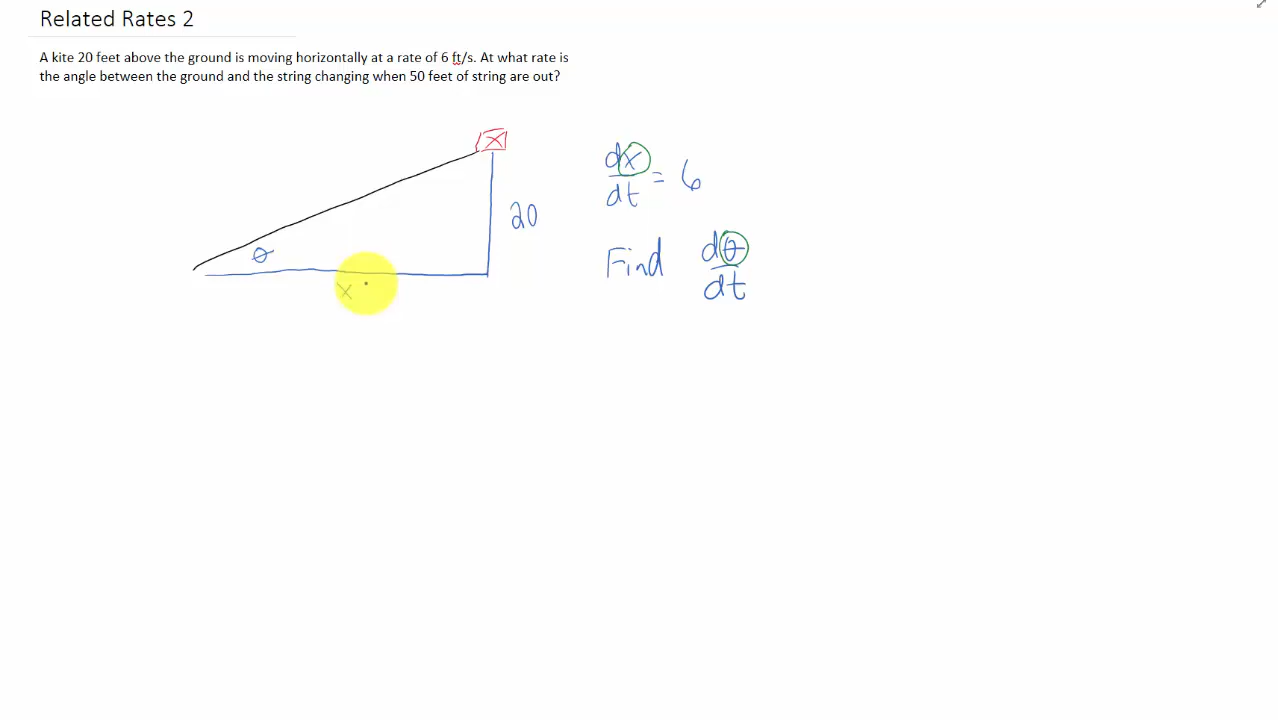 Related Rates 2
A kite 20 feet above the ground is moving horizontally at a rate of 6 ft/s. At what rate is
the angle between the ground and the string changing when 50 feet of string are out?
dx/dt = 6
20
θ
Find dθ/dt
x